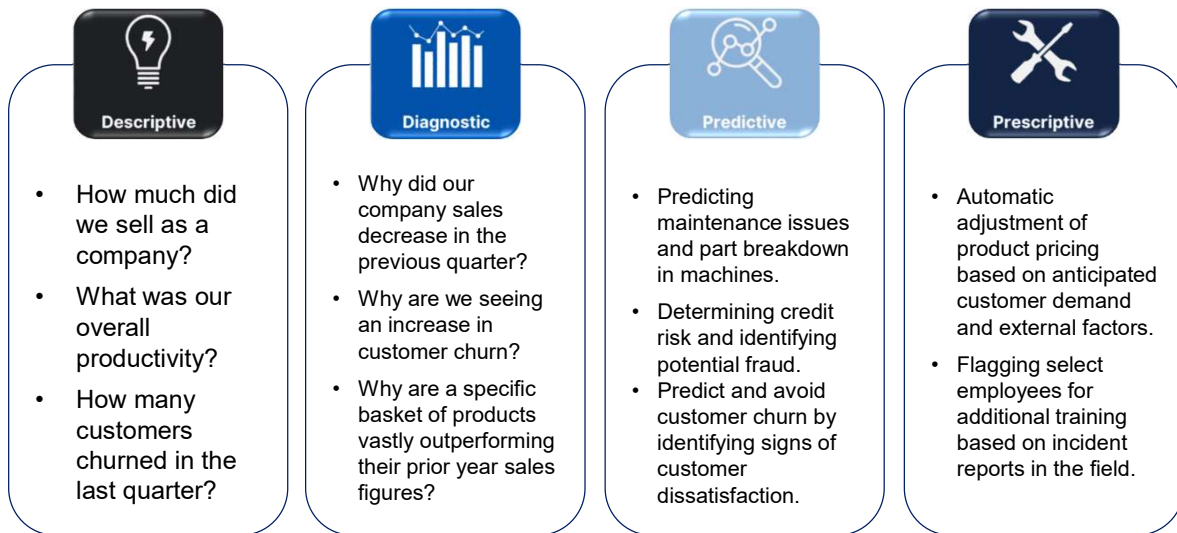 Descriptive
• How much did
we sell as a
company?
• What was our
overall
productivity?
• How many
customers
churned in the
last quarter?
Diagnostic
• Why did our
company sales
decrease in the
previous quarter?
• Why are we seeing
an increase in
customer churn?
• Why are a specific
basket of products
vastly outperforming
their prior year sales
figures?
Predictive
• Predicting
maintenance issues
and part breakdown
in machines.
• Determining credit
risk and identifying
potential fraud.
• Predict and avoid
customer churn by
identifying signs of
customer
dissatisfaction.
Prescriptive
• Automatic
adjustment of
product pricing
based on anticipated
customer demand
and external factors.
• Flagging select
employees for
additional training
based on incident
reports in the field.